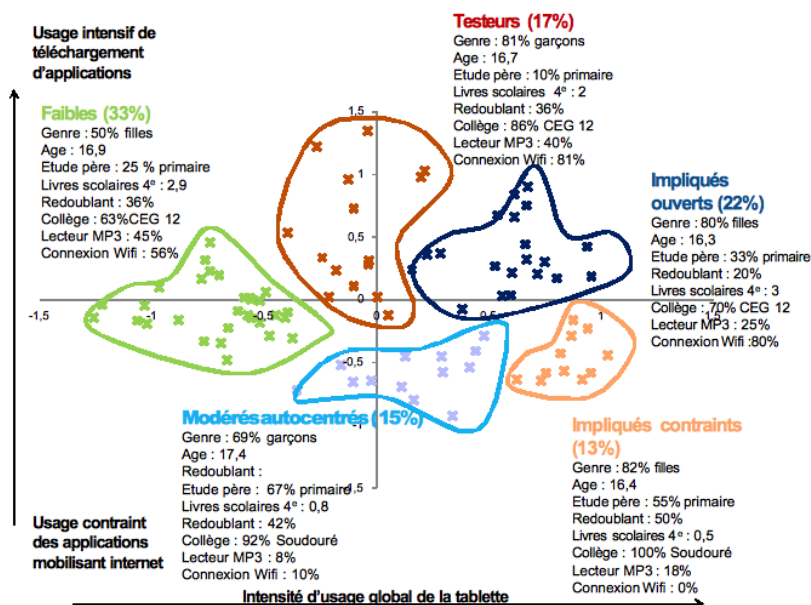 Usage intensif de
téléchargement
d'applications
Testeurs (17%)
Genre : 81% garçons
Age : 16,7
Etude père : 10% primaire
Livres scolaires 4e : 2
Redoublant : 36%
Collège : 86% CEG 12
Lecteur MP3 : 40%
Connexion Wifi : 81%
Faibles (33%)
Genre : 50% filles
Age : 16,9
Etude père : 25 % primaire
Livres scolaires 4e : 2,9
Redoublant : 36%
Collège : 63%CEG 12
Lecteur MP3 : 45%
Connexion Wifi : 56%
Impliqués
ouverts (22%)
Genre : 80% filles
Age : 16,3
Etude père : 33% primaire
Redoublant : 20%
Livres scolaires 4e : 3
Collège : 70% CEG 12
Lecteur MP3 : 25%
Connexion Wifi :80%
1,5
1
0,5
0
-1,5
-1
-0,5
0
0,5
1
1,5
-0,5
-1
1,5
Modérés autocentrés (15%)
Genre : 69% garçons
Age : 17,4
Redoublant :
Etude père : 67% primaire
Livres scolaires 4e : 0,8
Redoublant : 42%
Collège : 92% Soudouré
Lecteur MP3 : 8%
Connexion Wifi : 10%
Impliqués contraints
(13%)
Genre : 82% filles
Age : 16,4
Etude père : 55% primaire
Redoublant : 50%
Livres scolaires 4e : 0,5
Collège : 100% Soudouré
Lecteur MP3 : 18%
Connexion Wifi : 0%
Usage contraint
des applications
mobilisant internet
Intensité d'usage global de la tablette